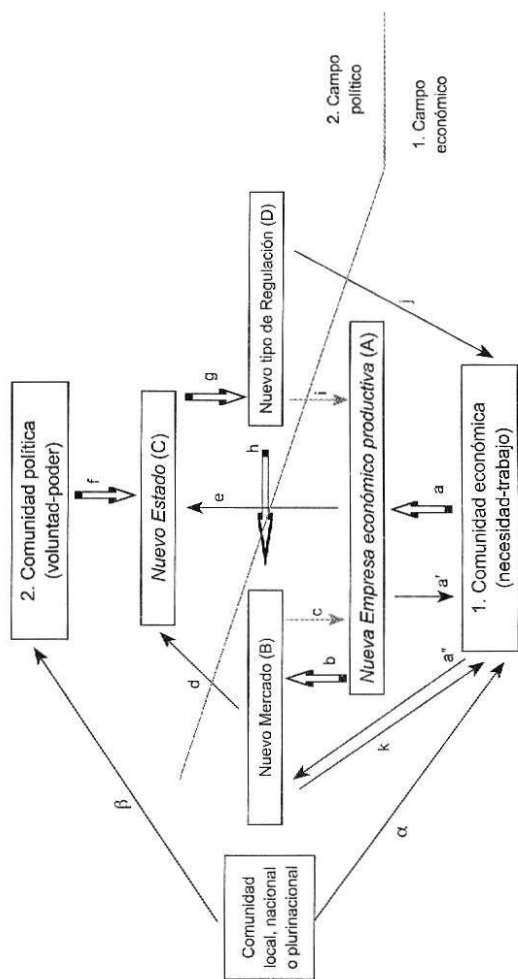 2. Comunidad política
(voluntad-poder)
β
f
Nuevo Estado (C)
2. Campo
político
g
d
e
Nuevo Mercado (B)
h
Nuevo tipo de Regulación (D)
1. Campo
económico
Comunidad
local, nacional
o plurinacional
b
c
i
Nueva Empresa económico productiva (A)
j
k
a"
a'
a
α
1. Comunidad económica
(necesidad-trabajo)